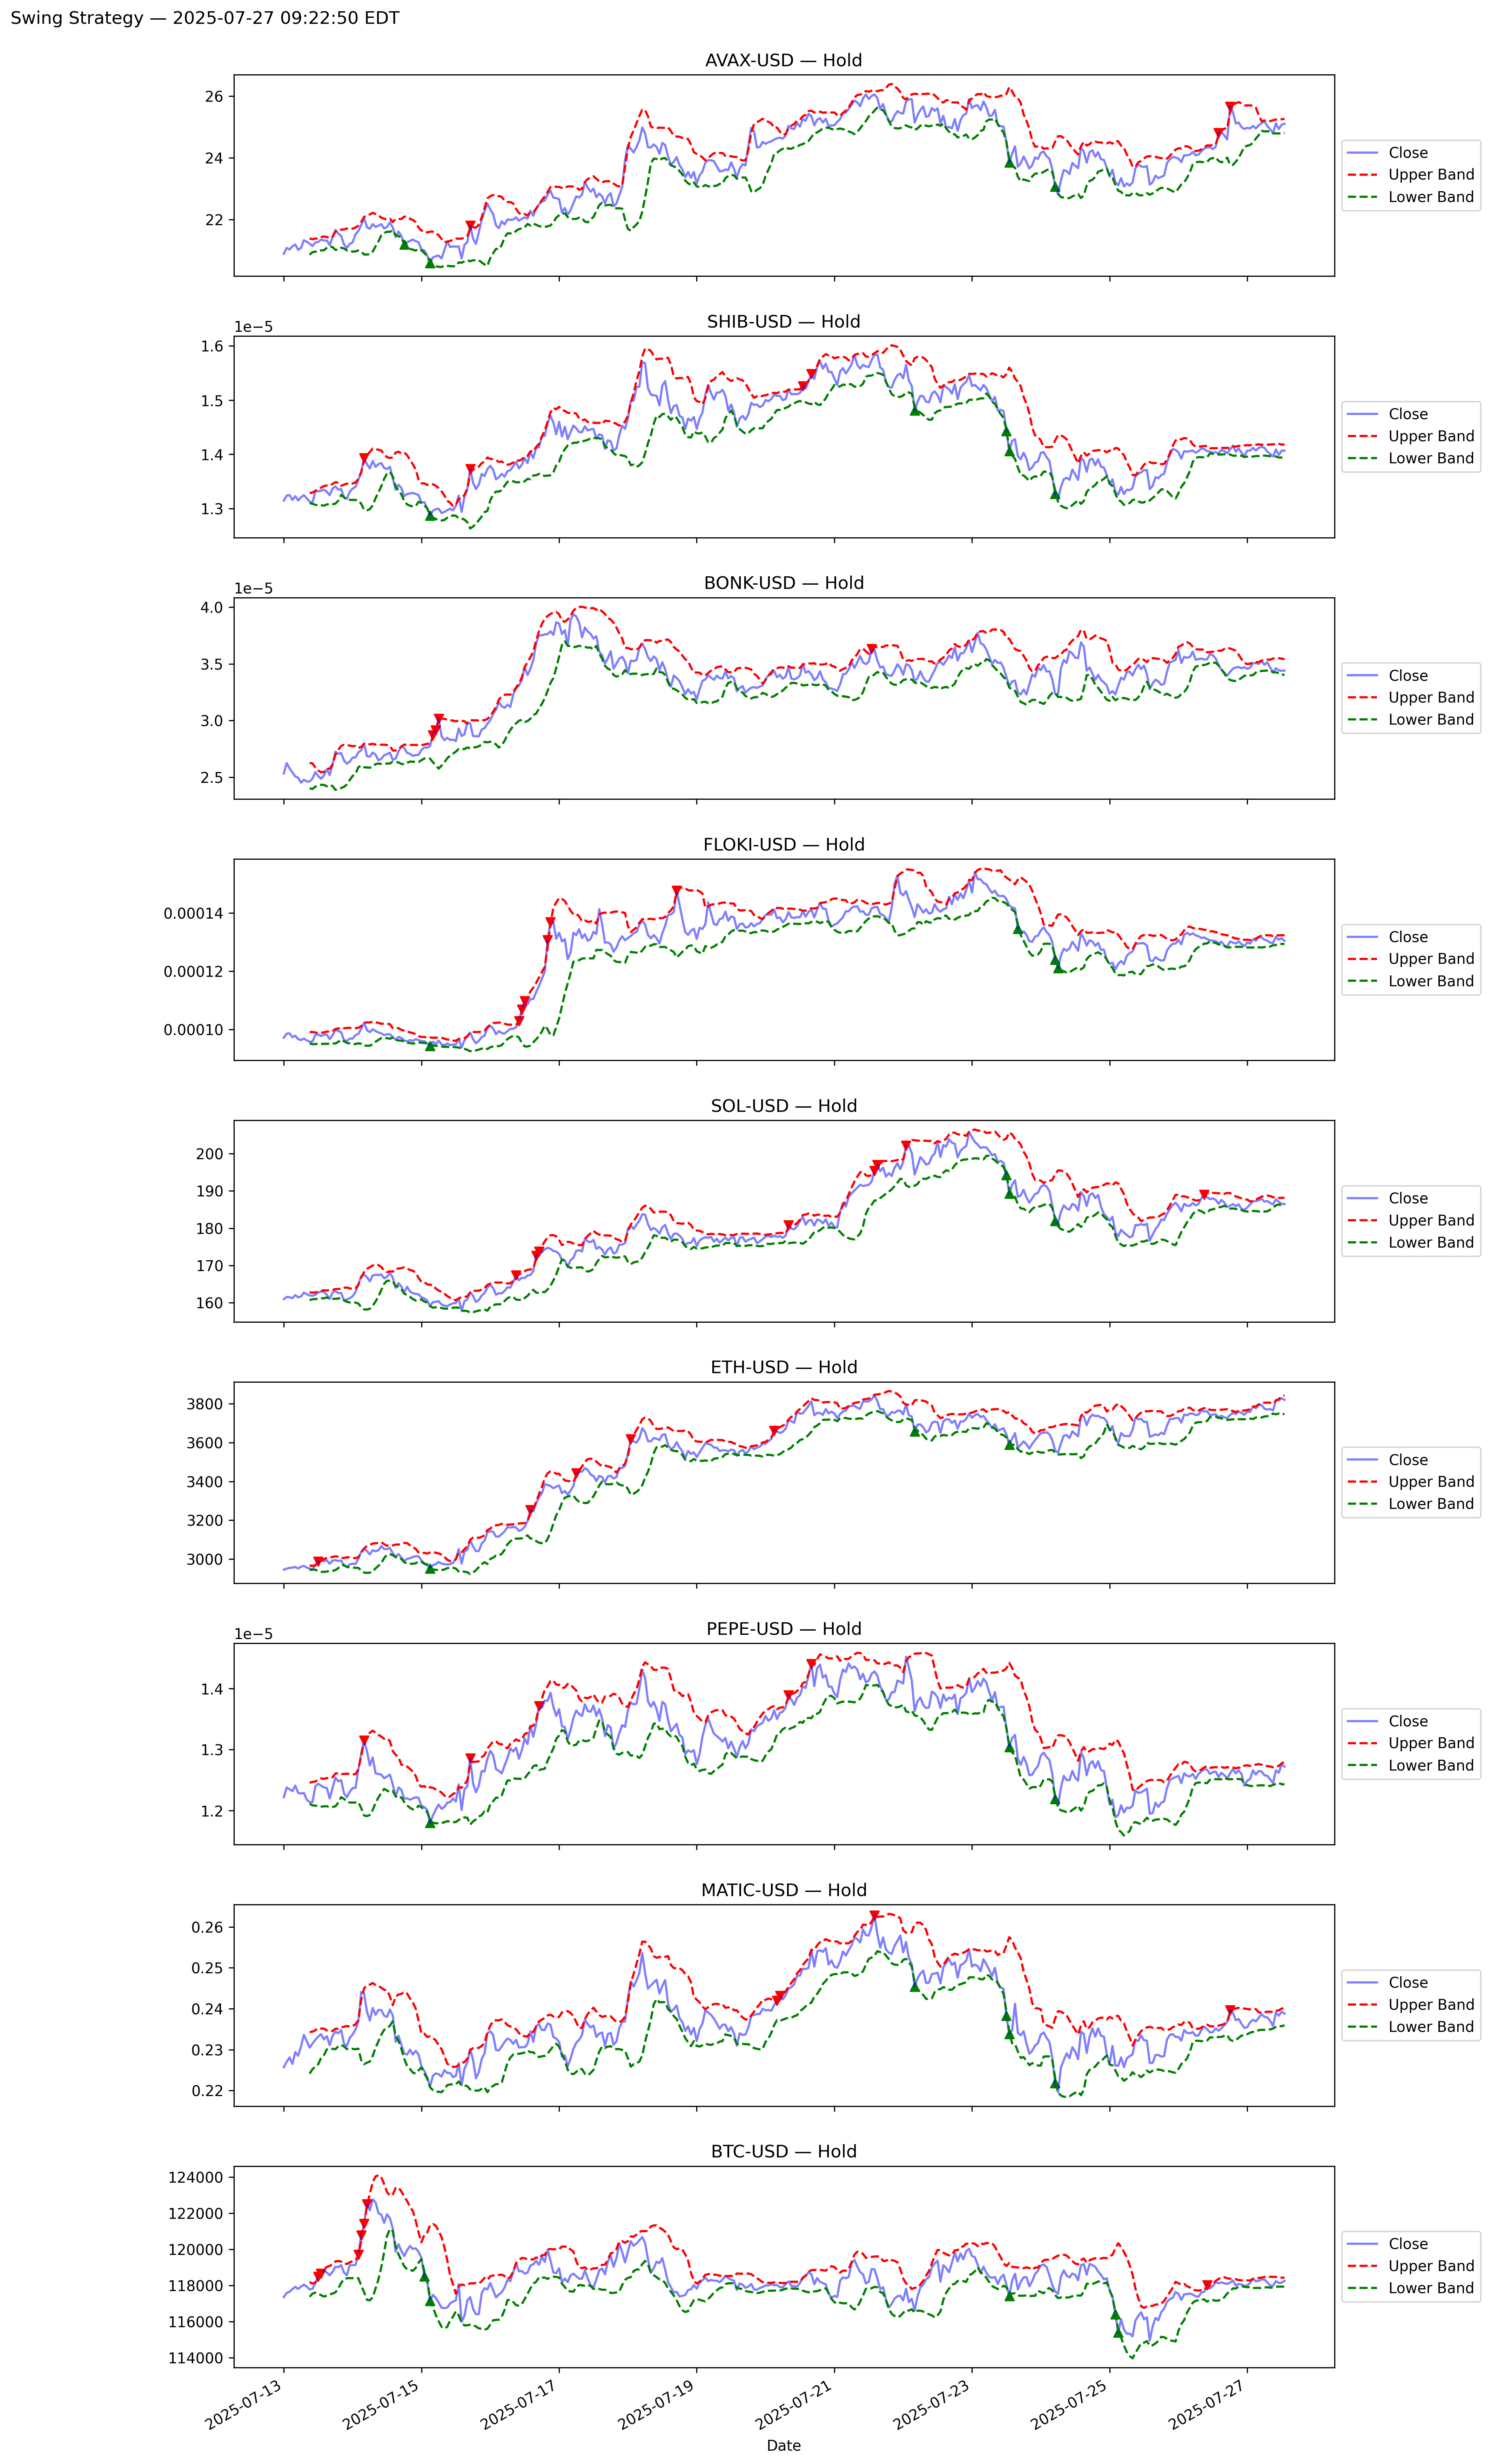 Swing Strategy — 2025-07-27 09:22:50 EDT
AVAX-USD — Hold
26
24
22
Close
Upper Band
Lower Band
SHIB-USD — Hold
1e−5
1.6
1.5
1.4
1.3
Close
Upper Band
Lower Band
BONK-USD — Hold
1e−5
4.0
3.5
3.0
2.5
Close
Upper Band
Lower Band
FLOKI-USD — Hold
0.00014
0.00012
0.00010
Close
Upper Band
Lower Band
SOL-USD — Hold
200
190
180
170
160
Close
Upper Band
Lower Band
ETH-USD — Hold
3800
3600
3400
3200
3000
Close
Upper Band
Lower Band
PEPE-USD — Hold
1e−5
1.4
1.3
1.2
Close
Upper Band
Lower Band
MATIC-USD — Hold
0.26
0.25
0.24
0.23
0.22
Close
Upper Band
Lower Band
BTC-USD — Hold
124000
122000
120000
118000
116000
114000
Close
Upper Band
Lower Band
2025-07-13
2025-07-15
2025-07-17
2025-07-19
2025-07-21
2025-07-23
2025-07-25
2025-07-27
Date